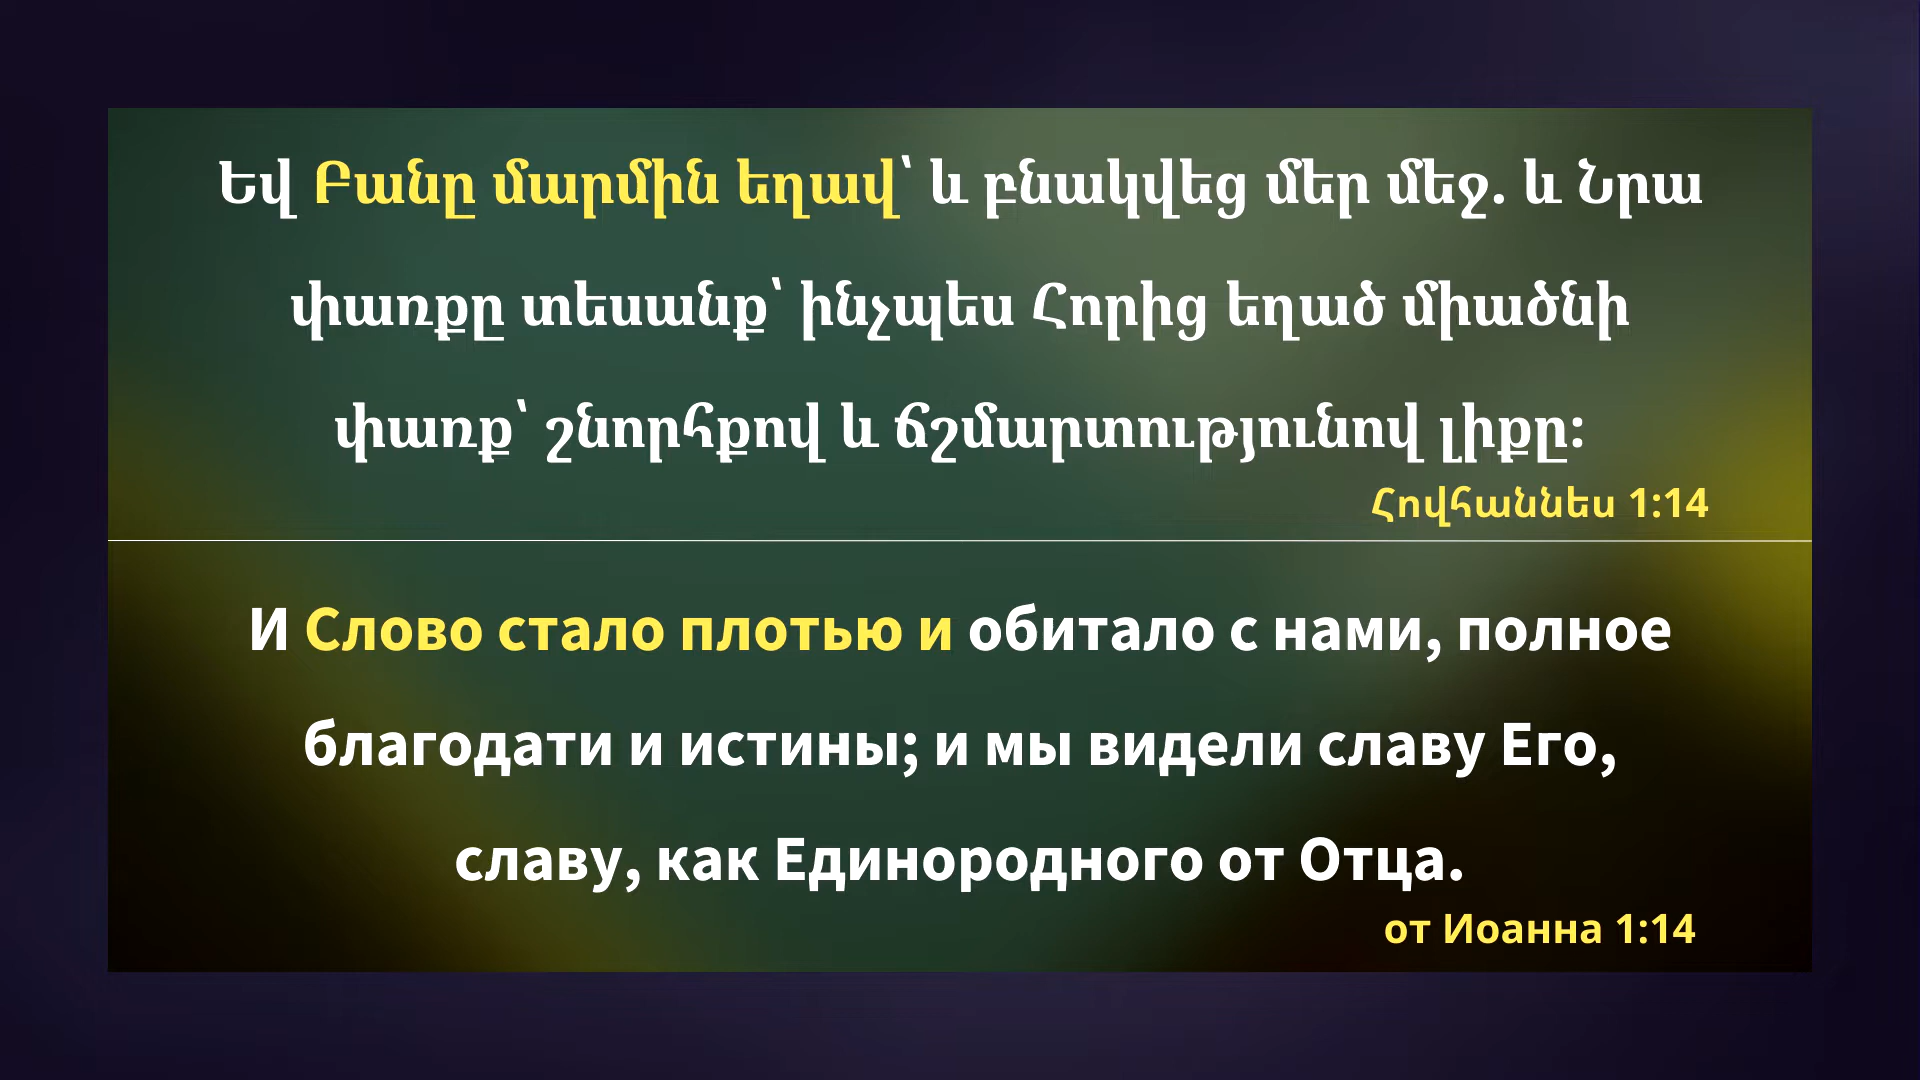 Եվ Բանը մարմին եղավ՝ և բնակվեց մեր մեջ. և Նրա
փառքը տեսանք՝ ինչպես Հորից եղած միածնի
փառք՝ շնորհքով և ճշմարտությունով լիքը։
Հովհաննես 1:14
И Слово стало плотью и обитало с нами, полное
благодати и истины; и мы видели славу Его,
славу, как Единородного от Отца.
от Иоанна 1:14